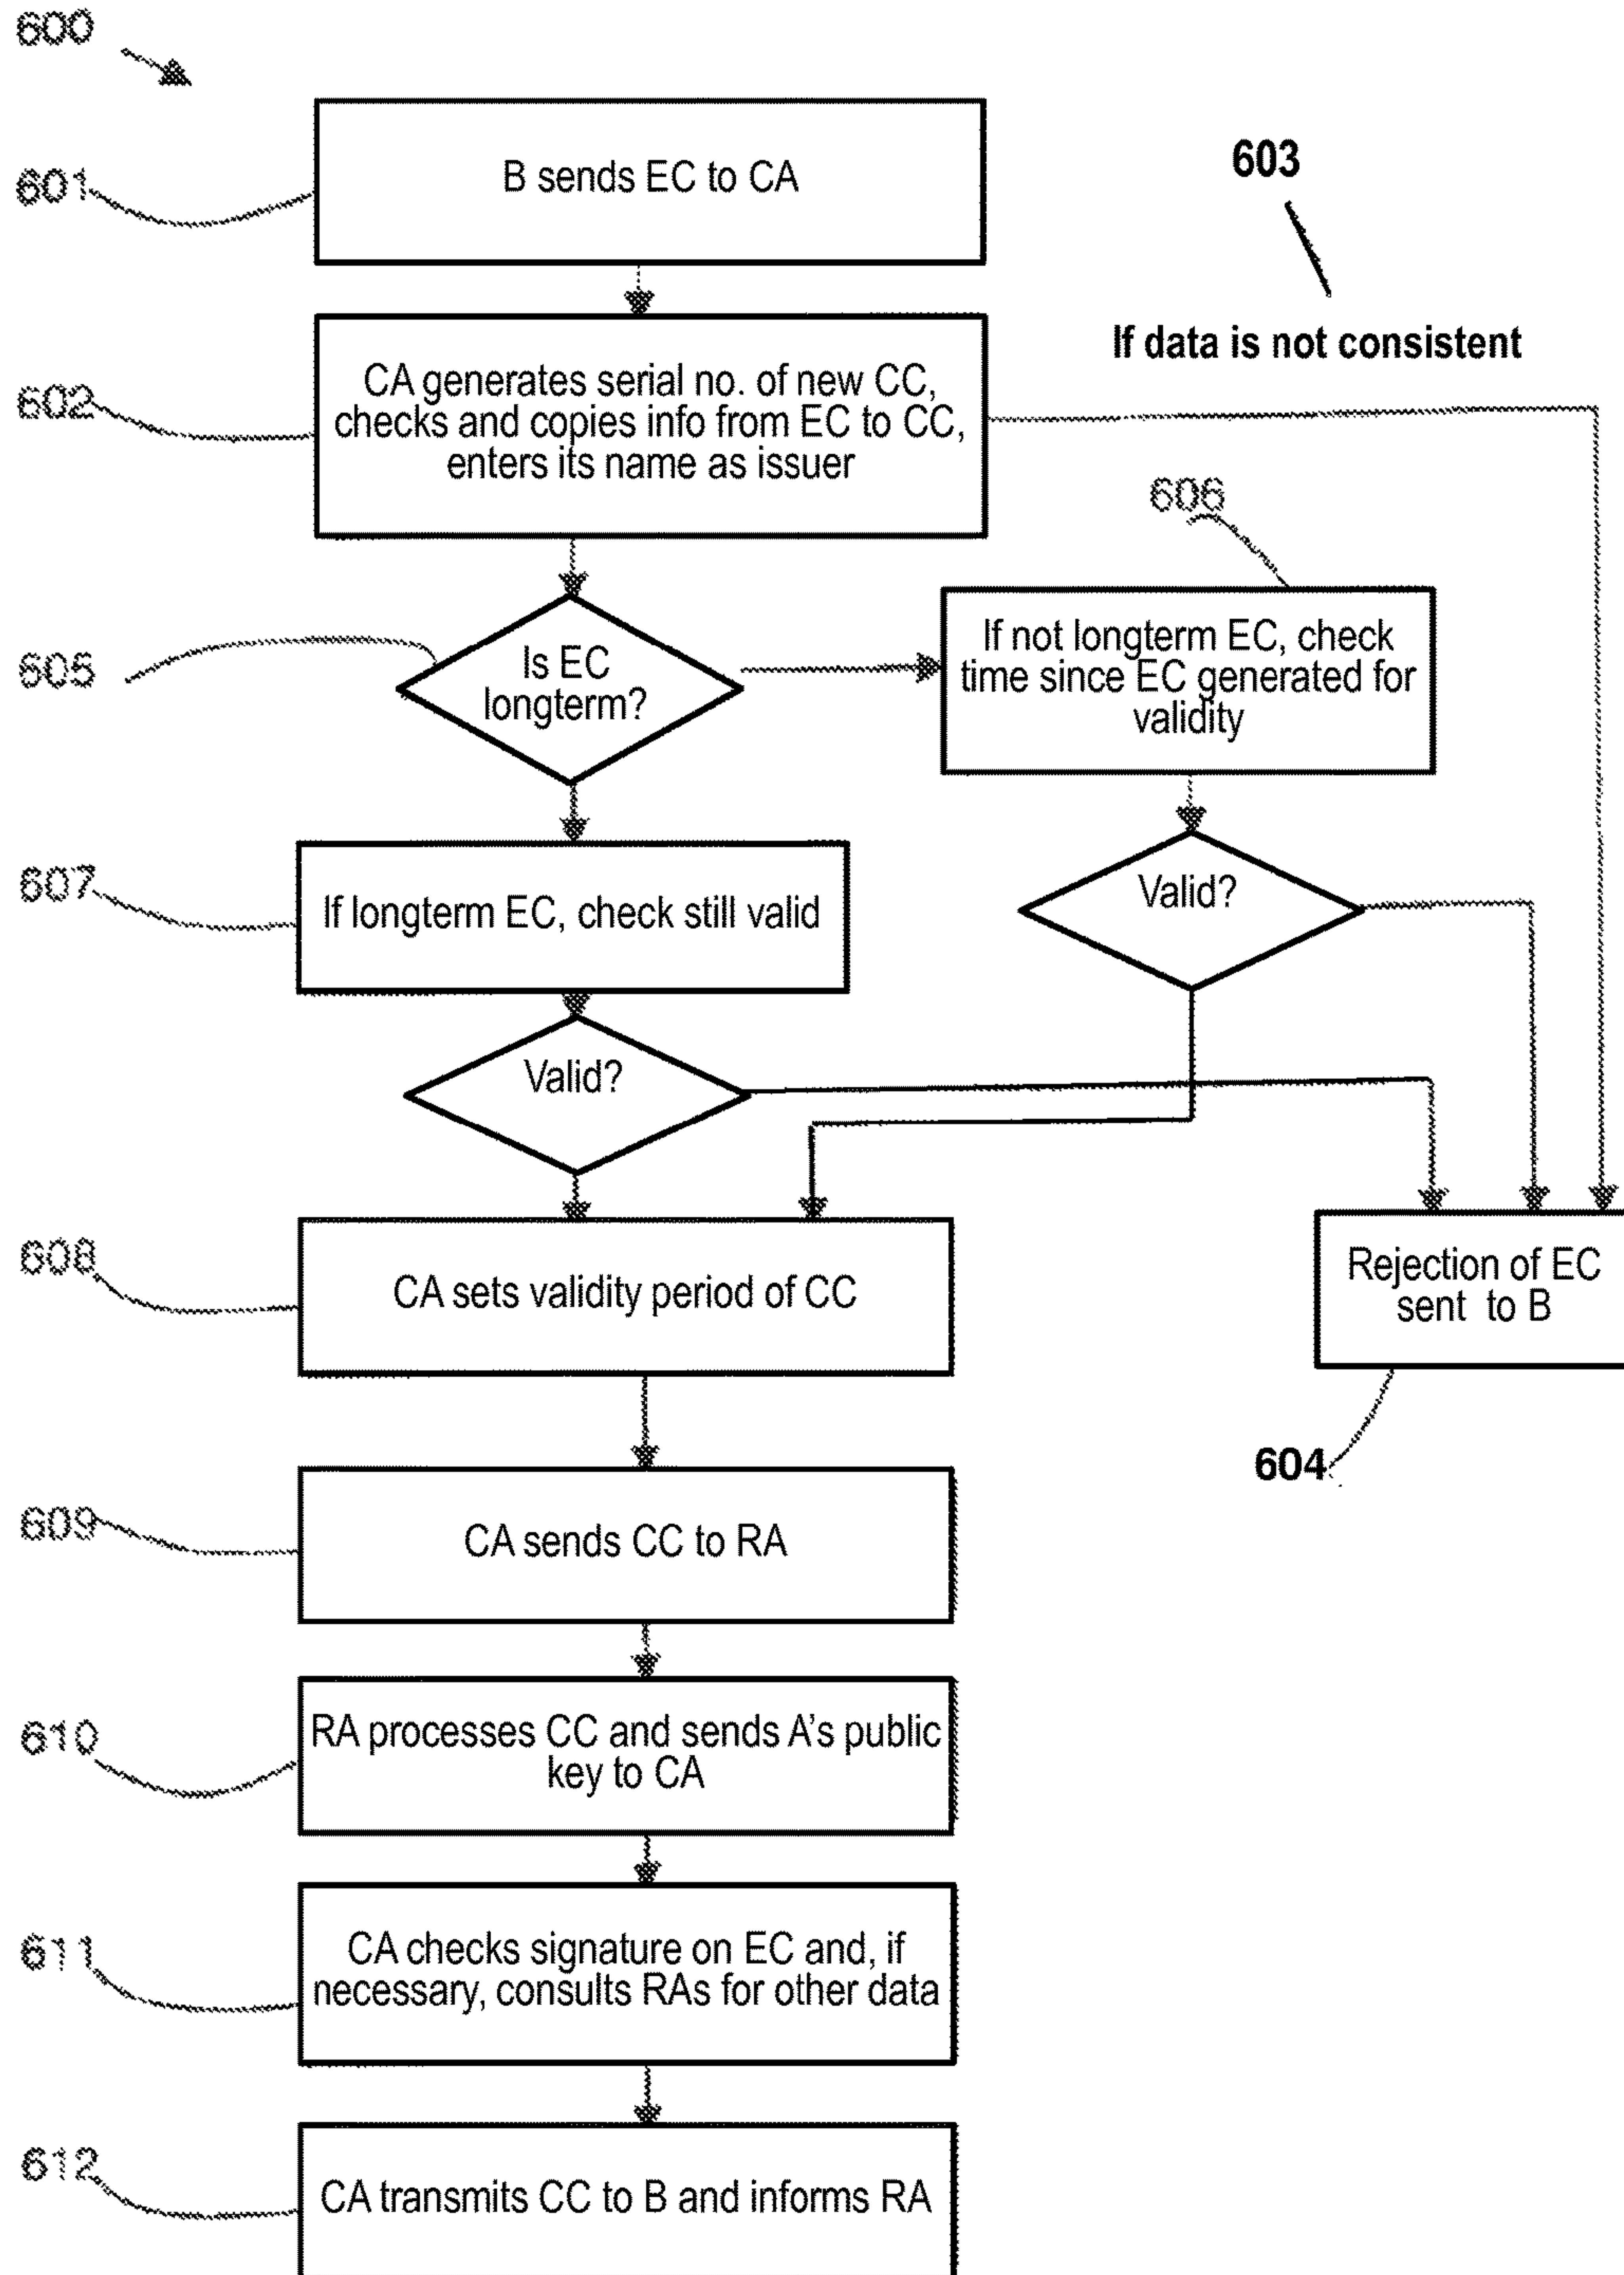 600
601
B sends EC to CA
603
If data is not consistent
602
CA generates serial no. of new CC,
checks and copies info from EC to CC,
enters its name as issuer
606
605
Is EC
longterm?
If not longterm EC, check
time since EC generated for
validity
607
If longterm EC, check still valid
Valid?
Valid?
608
CA sets validity period of CC
Rejection of EC
sent to B
604
609
CA sends CC to RA
610
RA processes CC and sends A's public
key to CA
611
CA checks signature on EC and, if
necessary, consults RAs for other data
612
CA transmits CC to B and informs RA